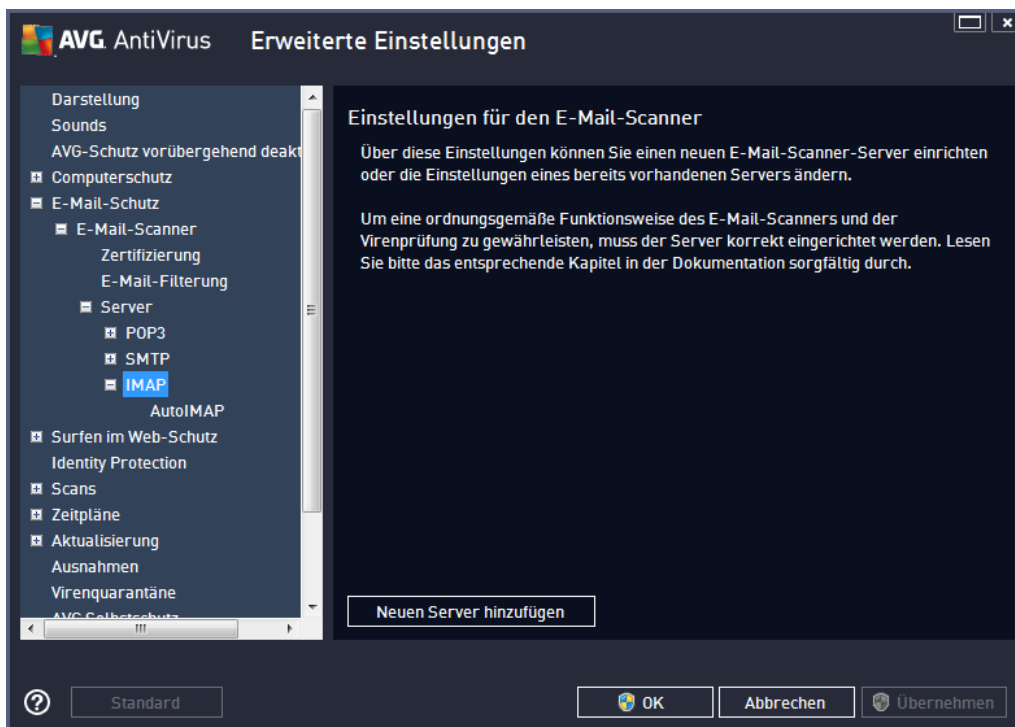 AVG AntiVirus Erweiterte Einstellungen
Darstellung
Sounds
AVG-Schutz vorübergehend deakt
Computerschutz
E-Mail-Schutz
E-Mail-Scanner
Zertifizierung
E-Mail-Filterung
Server
POP3
SMTP
IMAP
AutoIMAP
Surfen im Web-Schutz
Identity Protection
Scans
Zeitpläne
Aktualisierung
Ausnahmen
Virenquarantäne
AVG Selbstschutz
Einstellungen für den E-Mail-Scanner
Über diese Einstellungen können Sie einen neuen E-Mail-Scanner-Server einrichten
oder die Einstellungen eines bereits vorhandenen Servers ändern.
Um eine ordnungsgemäße Funktionsweise des E-Mail-Scanners und der
Virenprüfung zu gewährleisten, muss der Server korrekt eingerichtet werden. Lesen
Sie bitte das entsprechende Kapitel in der Dokumentation sorgfältig durch.
Neuen Server hinzufügen
Standard
OK
Abbrechen
Übernehmen